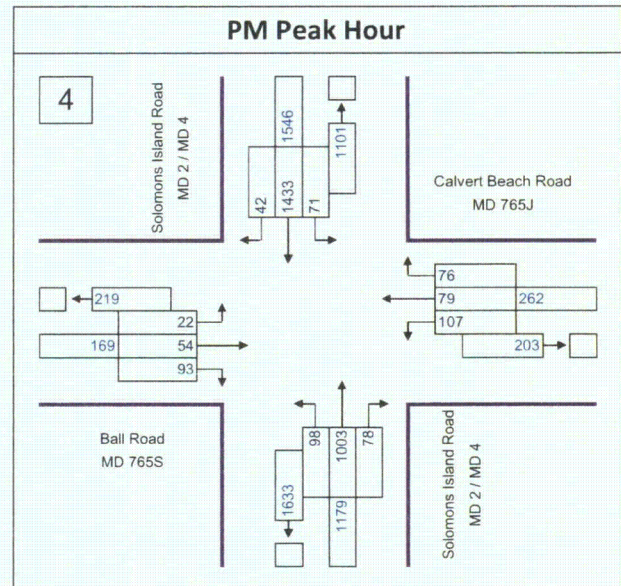 PM Peak Hour
4
Solomons Island Road
MD 2 / MD 4
1546
1101
42
1433
71
Calvert Beach Road
MD 765J
219
22
169
54
93
76
79
262
107
203
Ball Road
MD 765S
98
1003
78
1633
1179
Solomons Island Road
MD 2 / MD 4